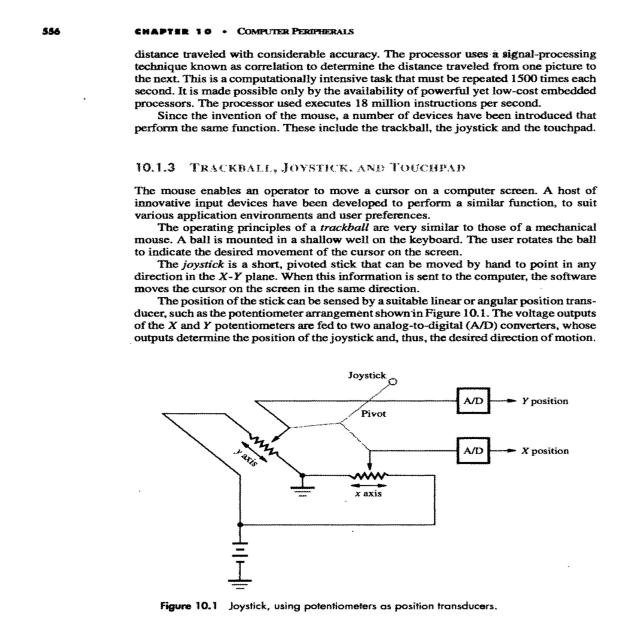 556 CHAPTER 10 • COMPUTER PERIPHERALS
distance traveled with considerable accuracy. The processor uses a signal-processing
technique known as correlation to determine the distance traveled from one picture to
the next. This is a computationally intensive task that must be repeated 1500 times each
second. It is made possible only by the availability of powerful yet low-cost embedded
processors. The processor used executes 18 million instructions per second.
Since the invention of the mouse, a number of devices have been introduced that
perform the same function. These include the trackball, the joystick and the touchpad.
10.1.3 TRACKBALL, JOYSTICK, AND TOUCHPAD
The mouse enables an operator to move a cursor on a computer screen. A host of
innovative input devices have been developed to perform a similar function, to suit
various application environments and user preferences.
The operating principles of a trackball are very similar to those of a mechanical
mouse. A ball is mounted in a shallow well on the keyboard. The user rotates the ball
to indicate the desired movement of the cursor on the screen.
The joystick is a short, pivoted stick that can be moved by hand to point in any
direction in the X-Y plane. When this information is sent to the computer, the software
moves the cursor on the screen in the same direction.
The position of the stick can be sensed by a suitable linear or angular position trans-
ducer, such as the potentiometer arrangement shown in Figure 10.1. The voltage outputs
of the X and Y potentiometers are fed to two analog-to-digital (A/D) converters, whose
outputs determine the position of the joystick and, thus, the desired direction of motion.
Joystick
A/D
Y position
Pivot
y axis
A/D
X position
x axis
Figure 10.1 Joystick, using potentiometers as position transducers.